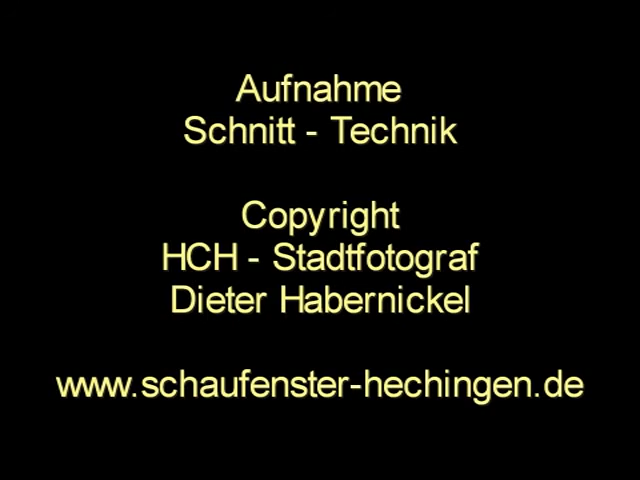 Aufnahme
Schnitt - Technik
Copyright
HCH - Stadtfotograf
Dieter Habernickel
www.schaufenster-hechingen.de